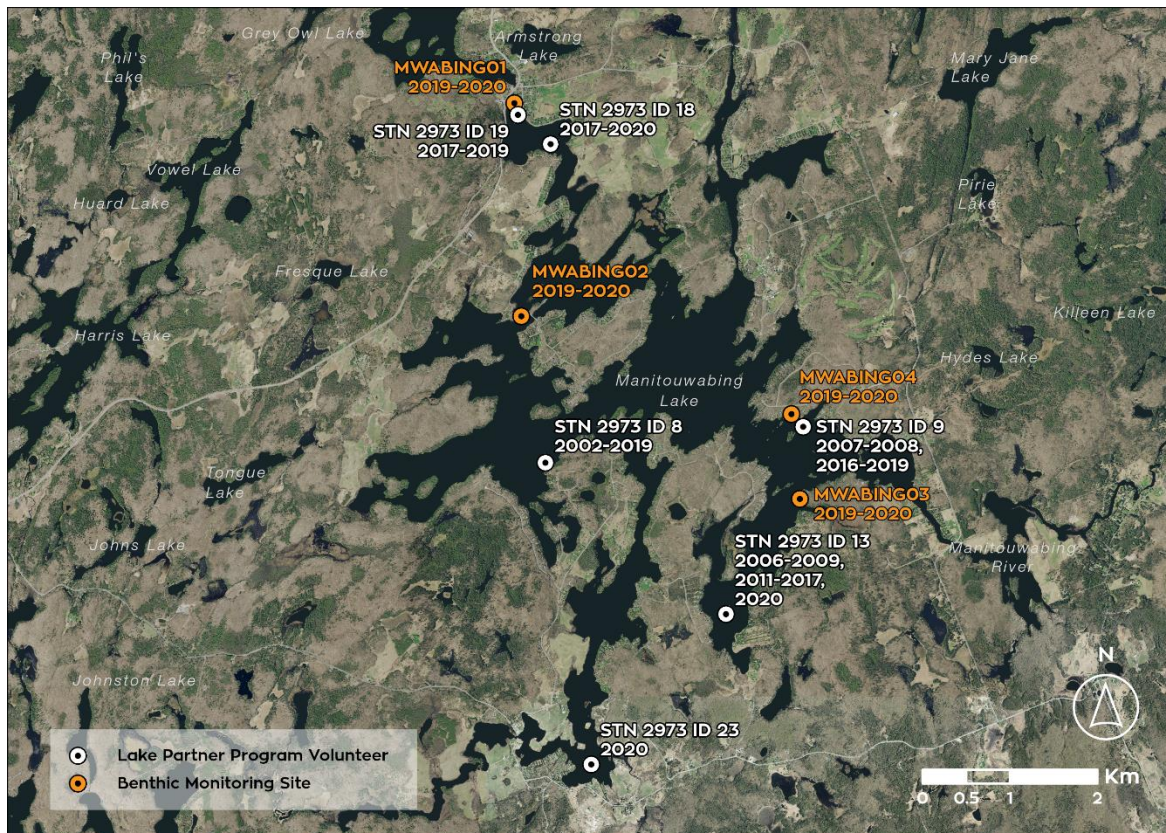 Grey Owl Lake
Armstrong
Lake
Phil's
Lake
Mary Jane
Lake
MWABING01
2019-2020
STN 2973 ID 18
2017-2020
STN 2973 ID 19
2017-2019
Vowel Lake
Huard Lake
Pirie
Lake
Fresque Lake
MWABING02
2019-2020
Harris Lake
Killeen Lake
Hydes Lake
Manitouwabing
Lake
MWABING04
2019-2020
STN 2973 ID 8
2002-2019
STN 2973 ID 9
2007-2008,
2016-2019
Tongue
Lake
MWABING03
2019-2020
Johns Lake
STN 2973 ID 13
2006-2009,
2011-2017,
2020
Manitouwabing
River
Johnston Lake
N
STN 2973 ID 23
2020
Lake Partner Program Volunteer
Benthic Monitoring Site
Km
0 0.5 1 2